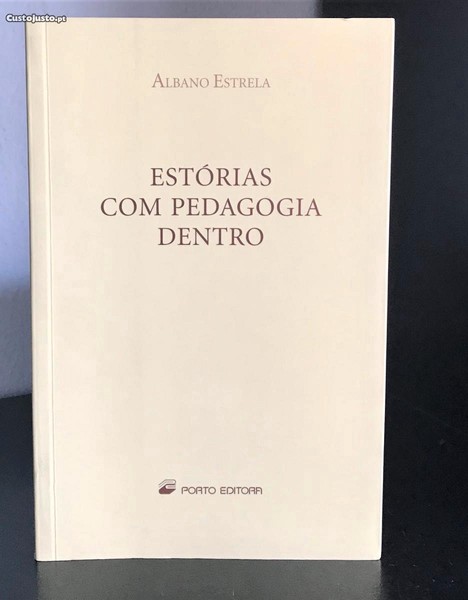 CustoJusto.pt
ALBANO ESTRELA
ESTÓRIAS
COM PEDAGOGIA
DENTRO
PORTO EDITORA